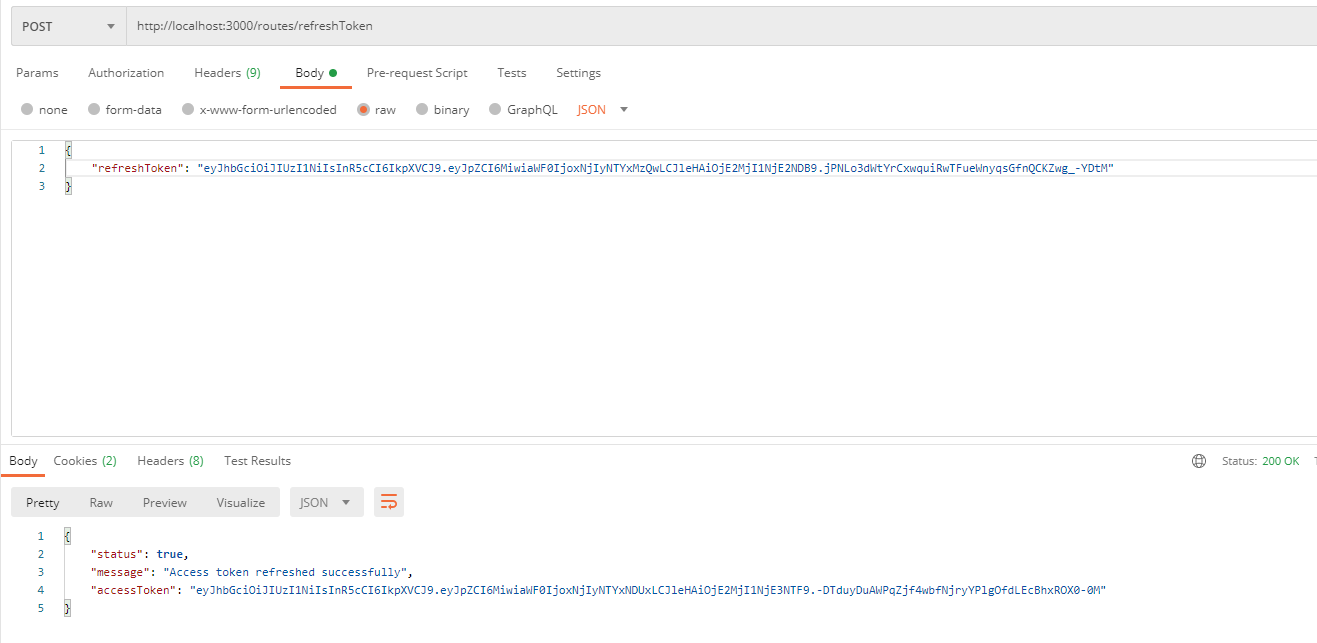 POST http://localhost:3000/routes/refreshToken
Params Authorization Headers (9) Body Pre-request Script Tests Settings
none form-data x-www-form-urlencoded raw binary GraphQL JSON
1 {
2 "refreshToken": "eyJhbGciOiJIUzI1NiIsInR5cCI6IkpXVCJ9.eyJpZCI6MiwiaWF0IjoxNjIyNTYxMzQwLCJleHAiOjE2MjI1NjE2NDB9.jPNLo3dWtYrCxwquiRwTFueWnyqsGfnQCKZwg_-YDtM"
3 }
Body Cookies (2) Headers (8) Test Results Status: 200 OK
Pretty Raw Preview Visualize JSON
1 {
2 "status": true,
3 "message": "Access token refreshed successfully",
4 "accessToken": "eyJhbGciOiJIUzI1NiIsInR5cCI6IkpXVCJ9.eyJpZCI6MiwiaWF0IjoxNjIyNTYxNDUxLCJleHAiOjE2MjI1NjE3NTF9.-DTduyDuAWPqZjf4wbfNjryYPlgOfdLEcBhxROX0-0M"
5 }